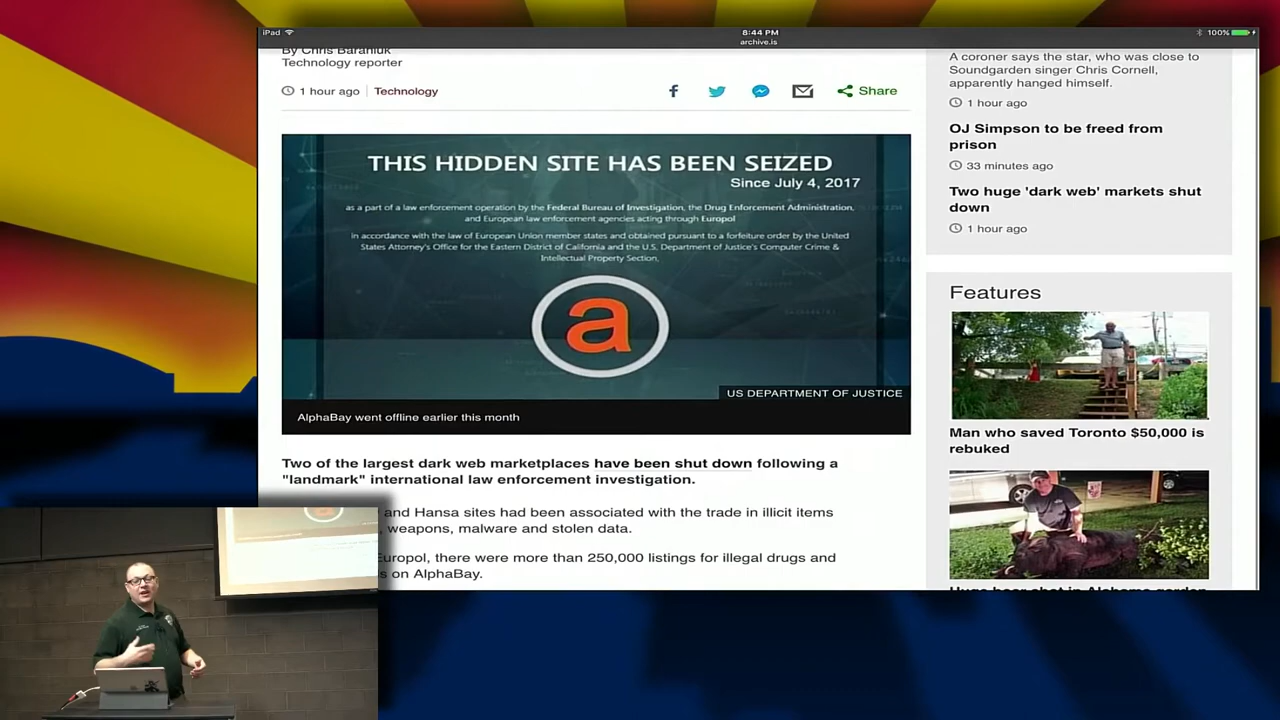 iPad
8:44 PM
100%
archive.is
By Chris Baraniuk
Technology reporter
1 hour ago
Technology
Share
THIS HIDDEN SITE HAS BEEN SEIZED
Since July 4, 2017
as a part of a law enforcement operation by the Federal Bureau of Investigation, the Drug Enforcement Administration,
and European law enforcement agencies acting through Europol
in accordance with the law of European Union member states and obtained pursuant to a forfeiture order by the United
States Attorney's Office for the Eastern District of California and the U.S. Department of Justice's Computer Crime &
Intellectual Property Section.
a
US DEPARTMENT OF JUSTICE
AlphaBay went offline earlier this month
Two of the largest dark web marketplaces have been shut down following a
"landmark" international law enforcement investigation.
and Hansa sites had been associated with the trade in illicit items
, weapons, malware and stolen data.
Europol, there were more than 250,000 listings for illegal drugs and
s on AlphaBay.
A coroner says the star, who was close to
Soundgarden singer Chris Cornell,
apparently hanged himself.
1 hour ago
OJ Simpson to be freed from
prison
33 minutes ago
Two huge 'dark web' markets shut
down
1 hour ago
Features
Man who saved Toronto $50,000 is
rebuked
Huge boar shot in Alabama garden